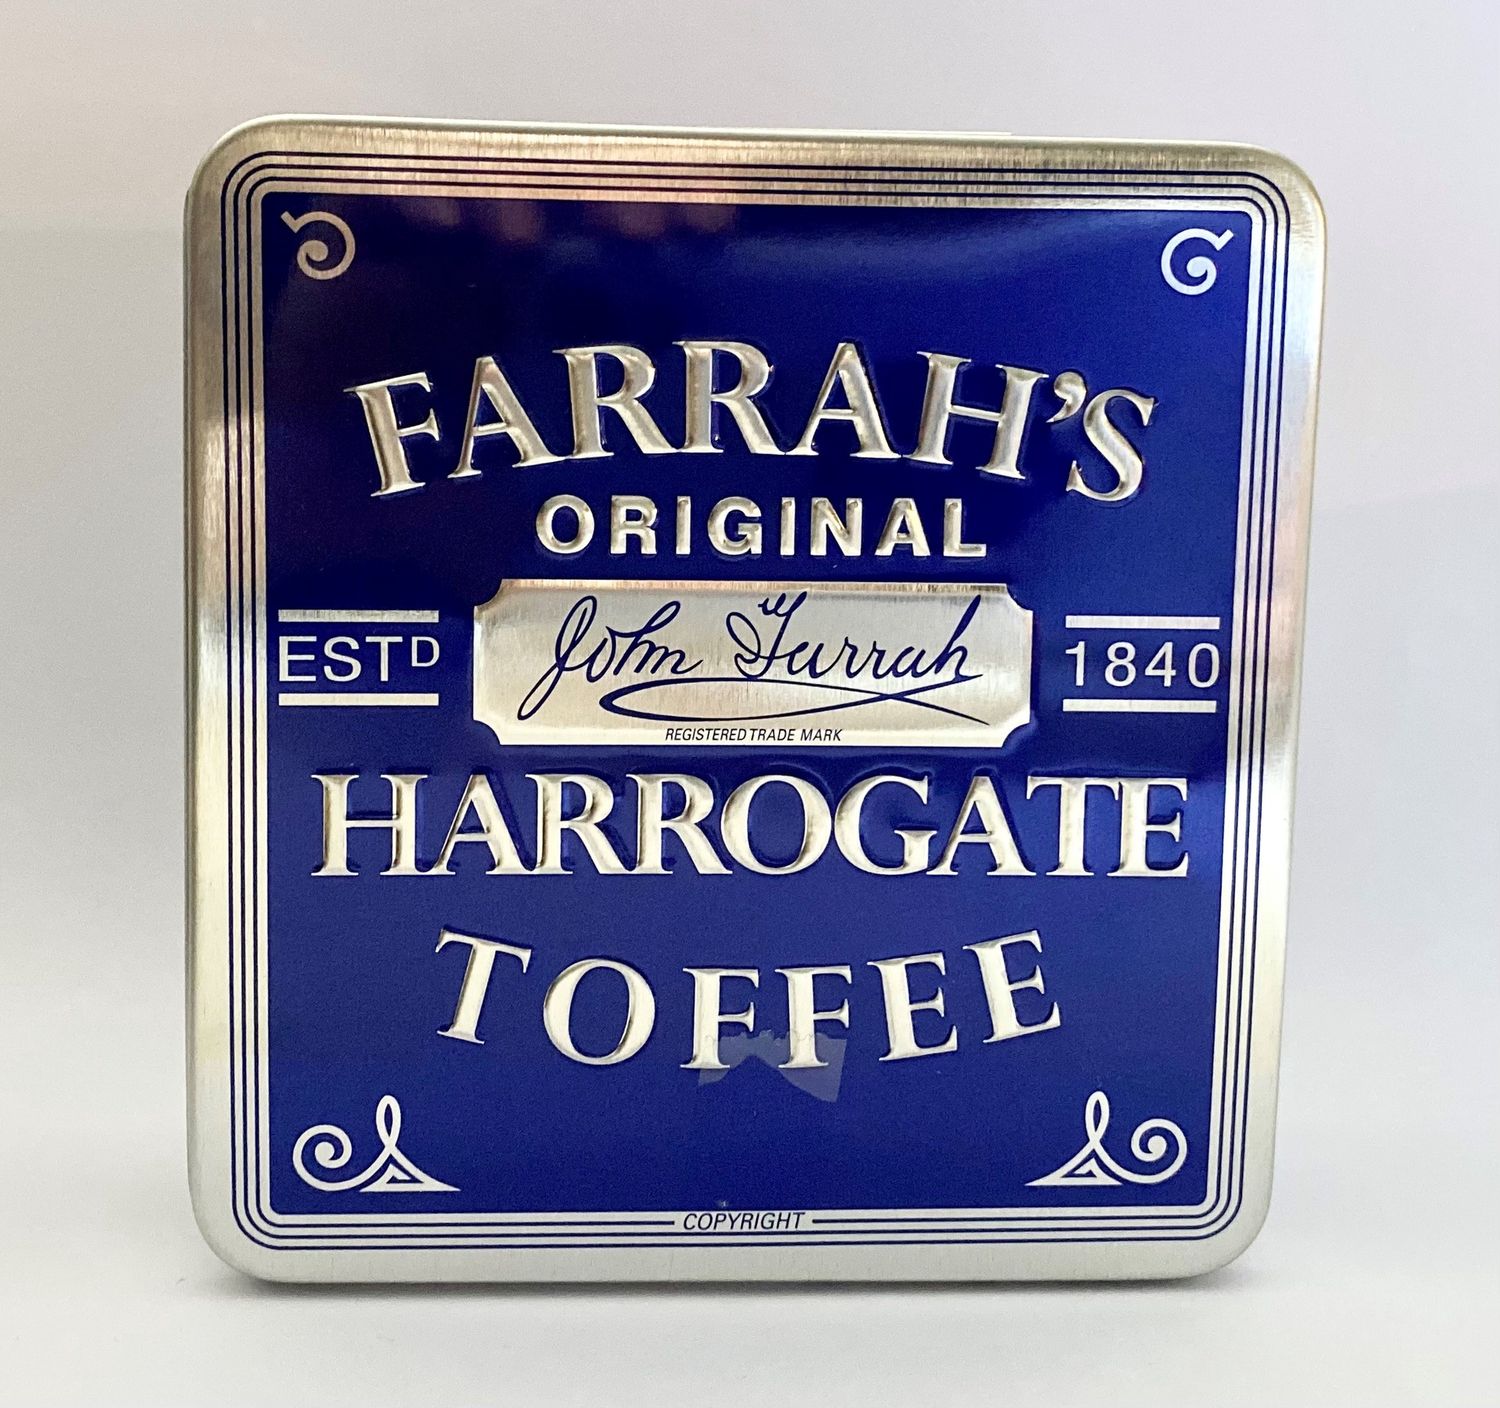 FARRAH'S
ORIGINAL
ESTD John Farrah 1840
REGISTERED TRADE MARK
HARROGATE
TOFFEE
COPYRIGHT